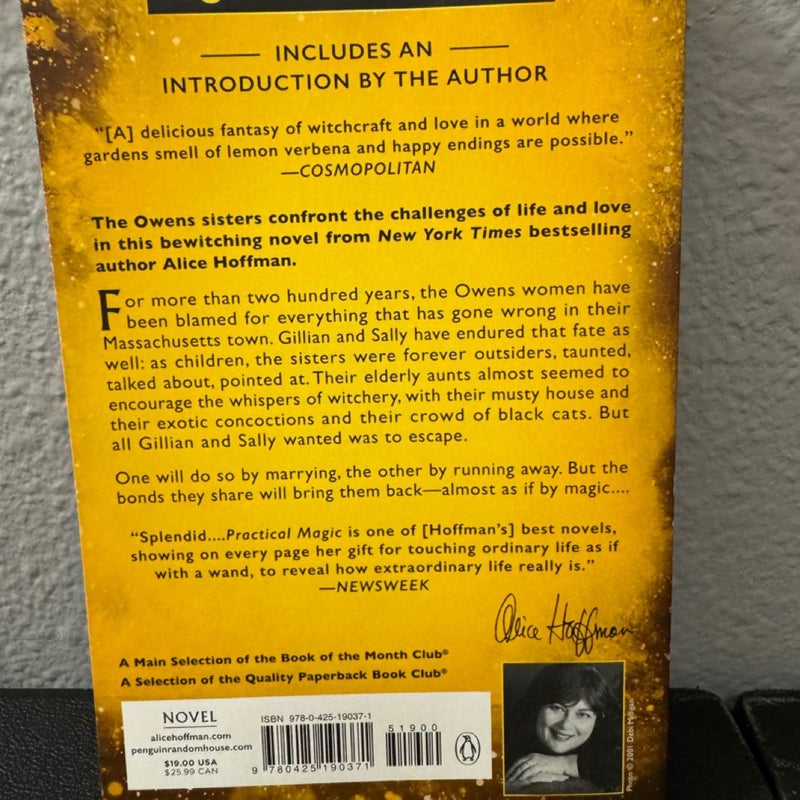 INCLUDES AN
INTRODUCTION BY THE AUTHOR
“[A] delicious fantasy of witchcraft and love in a world where
gardens smell of lemon verbena and happy endings are possible.”
—COSMOPOLITAN
The Owens sisters confront the challenges of life and love
in this bewitching novel from New York Times bestselling
author Alice Hoffman.
For more than two hundred years, the Owens women have
been blamed for everything that has gone wrong in their
Massachusetts town. Gillian and Sally have endured that fate as
well: as children, the sisters were forever outsiders, taunted,
talked about, pointed at. Their elderly aunts almost seemed to
encourage the whispers of witchery, with their musty house and
their exotic concoctions and their crowd of black cats. But
all Gillian and Sally wanted was to escape.
One will do so by marrying, the other by running away. But the
bonds they share will bring them back—almost as if by magic....
“Splendid....Practical Magic is one of [Hoffman’s] best novels,
showing on every page her gift for touching ordinary life as if
with a wand, to reveal how extraordinary life really is.”
—NEWSWEEK
Alice Hoffman
A Main Selection of the Book of the Month Club®
A Selection of the Quality Paperback Book Club®
NOVEL
alicehoffman.com
penguinrandomhouse.com
$19.00 USA
$25.99 CAN
ISBN 978-0-425-19037-1
51900
9 780425 190371
Photo © 2001 Debi Milligan